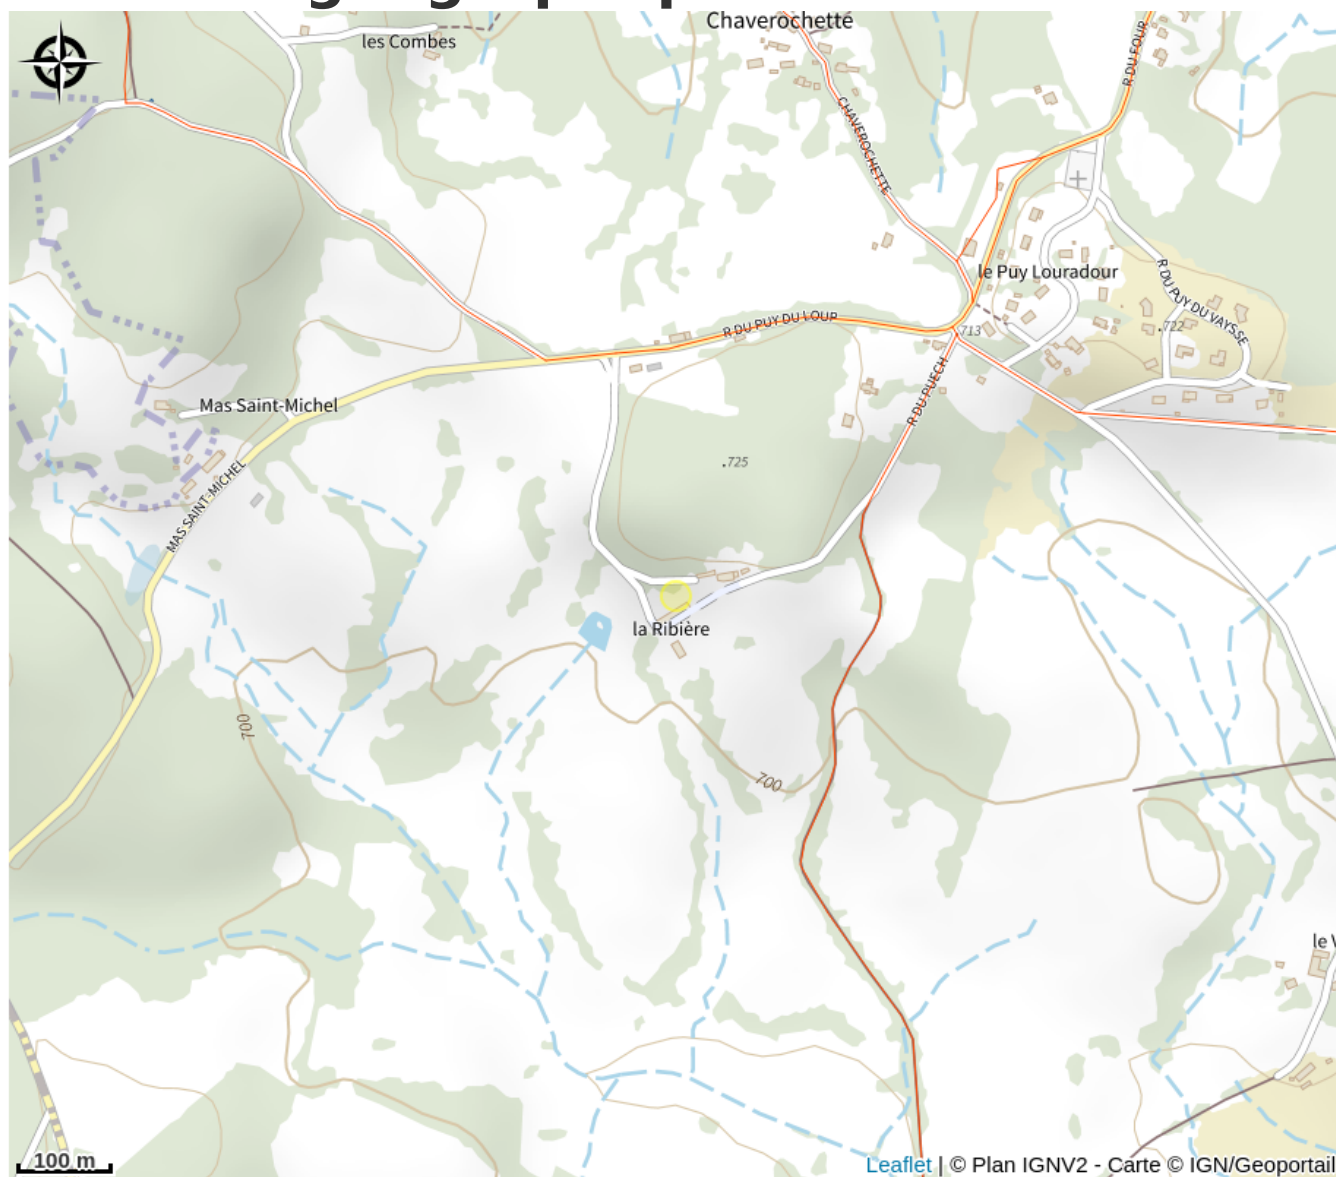 Chaverochette
les Combes
R DU FOUR
CHAVEROCHETTE
le Puy Louradour
R DU PUY DU VAYSSE
R DU PUY DU LOUP
713
722
R DU PUECH
Mas Saint-Michel
725
MAS SAINT-MICHEL
la Ribière
700
700
le V
100 m
Leaflet | © Plan IGNV2 - Carte © IGN/Geoportail